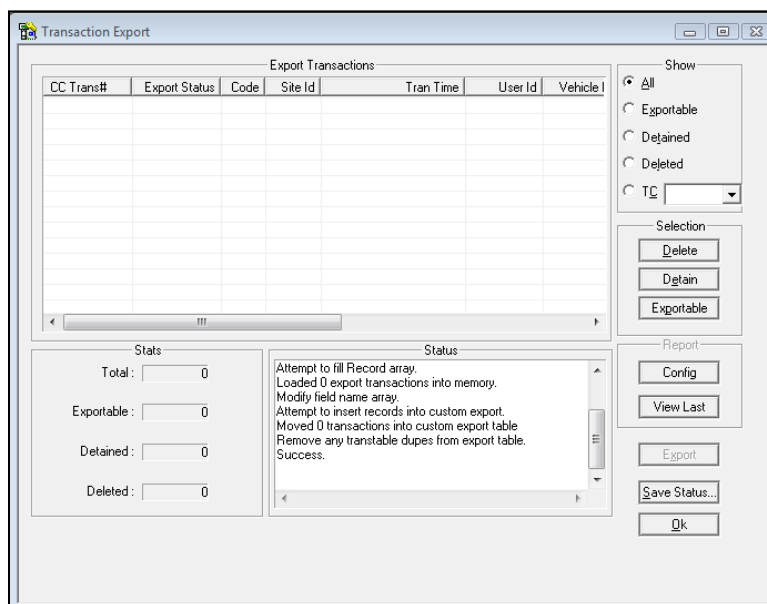 Transaction Export
Export Transactions
CC Trans# Export Status Code Site Id Tran Time User Id Vehicle I
Show
All
Exportable
Detained
Deleted
TC
Selection
Delete
Detain
Exportable
Stats
Total : 0
Exportable : 0
Detained : 0
Deleted : 0
Status
Attempt to fill Record array.
Loaded 0 export transactions into memory.
Modify field name array.
Attempt to insert records into custom export.
Moved 0 transactions into custom export table
Remove any transtable dupes from export table.
Success.
Report
Config
View Last
Export
Save Status...
Ok